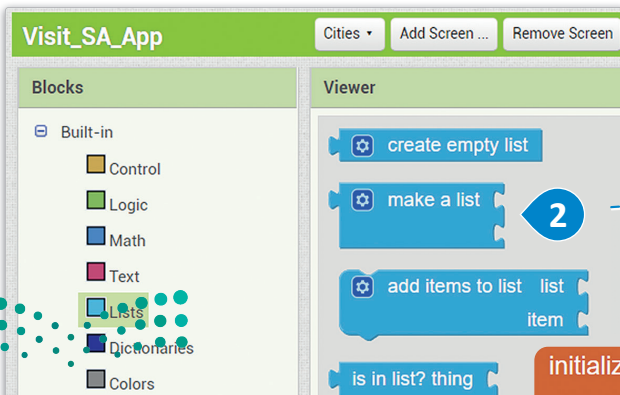 Visit_SA_App
Cities
Add Screen ...
Remove Screen
Blocks
Viewer
Built-in
Control
Logic
Math
Text
Lists
Dictionaries
Colors
create empty list
make a list
2
add items to list list
item
is in list? thing
initializ